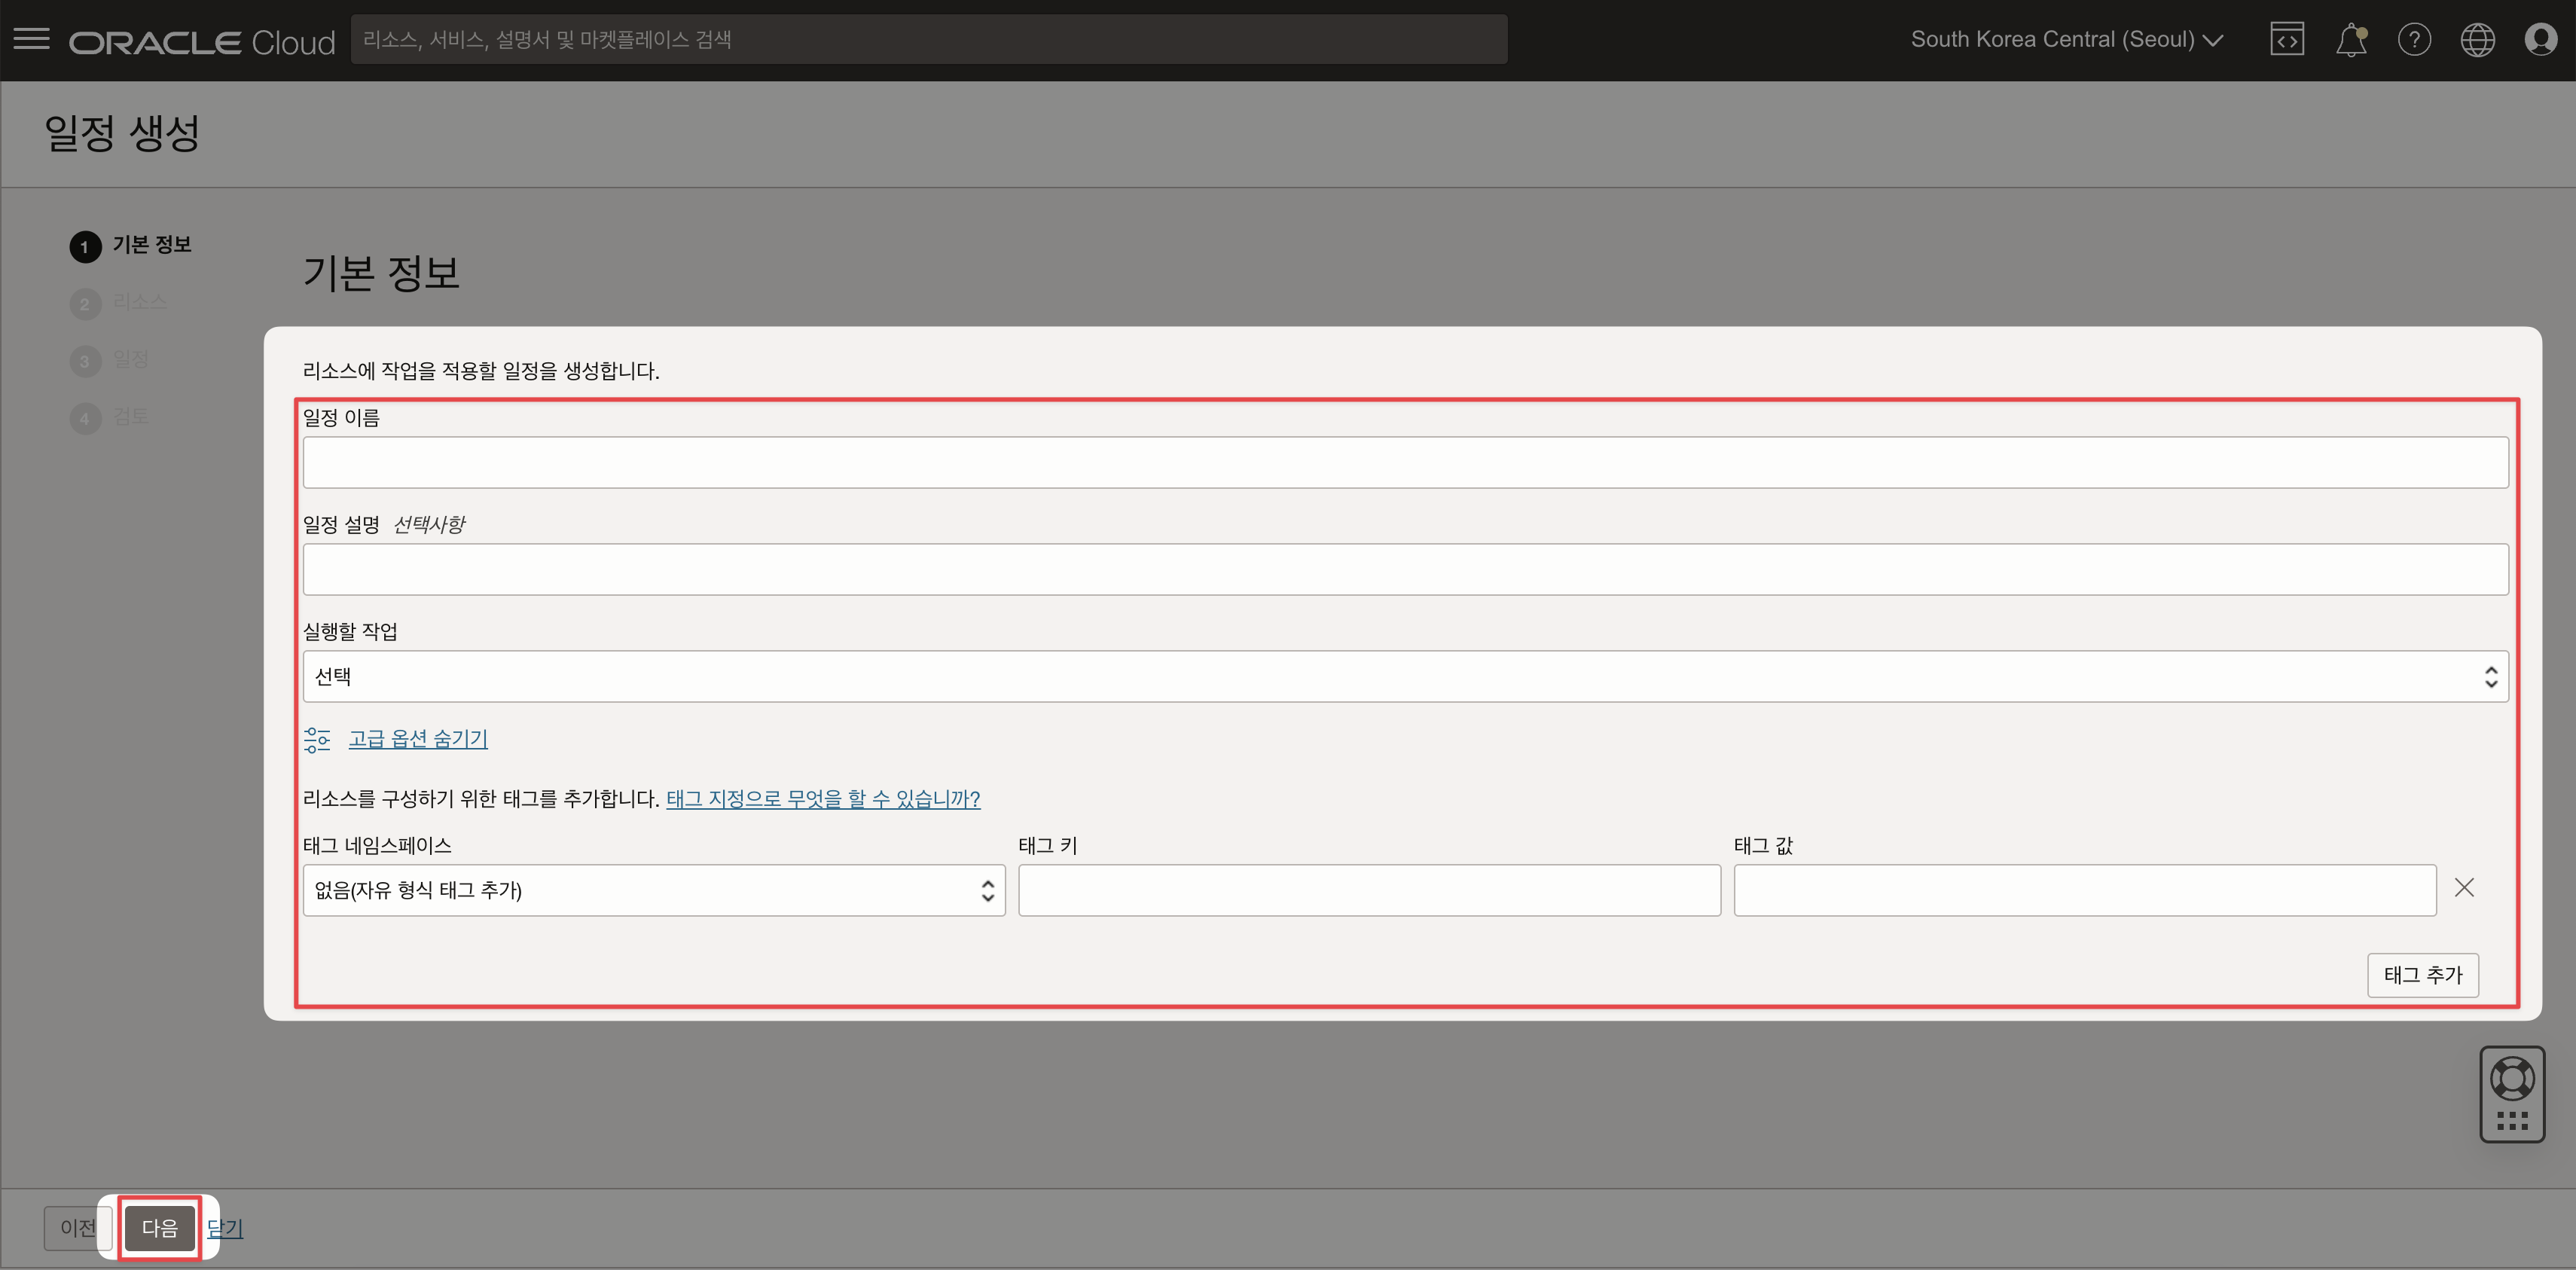 ORACLE Cloud
리소스, 서비스, 설명서 및 마켓플레이스 검색
South Korea Central (Seoul)
일정 생성
1 기본 정보
2 리소스
3 일정
4 검토
기본 정보
리소스에 작업을 적용할 일정을 생성합니다.
일정 이름
일정 설명 선택사항
실행할 작업
선택
고급 옵션 숨기기
리소스를 구성하기 위한 태그를 추가합니다. 태그 지정으로 무엇을 할 수 있습니까?
태그 네임스페이스 태그 키 태그 값
없음(자유 형식 태그 추가)
태그 추가
이전 다음 닫기